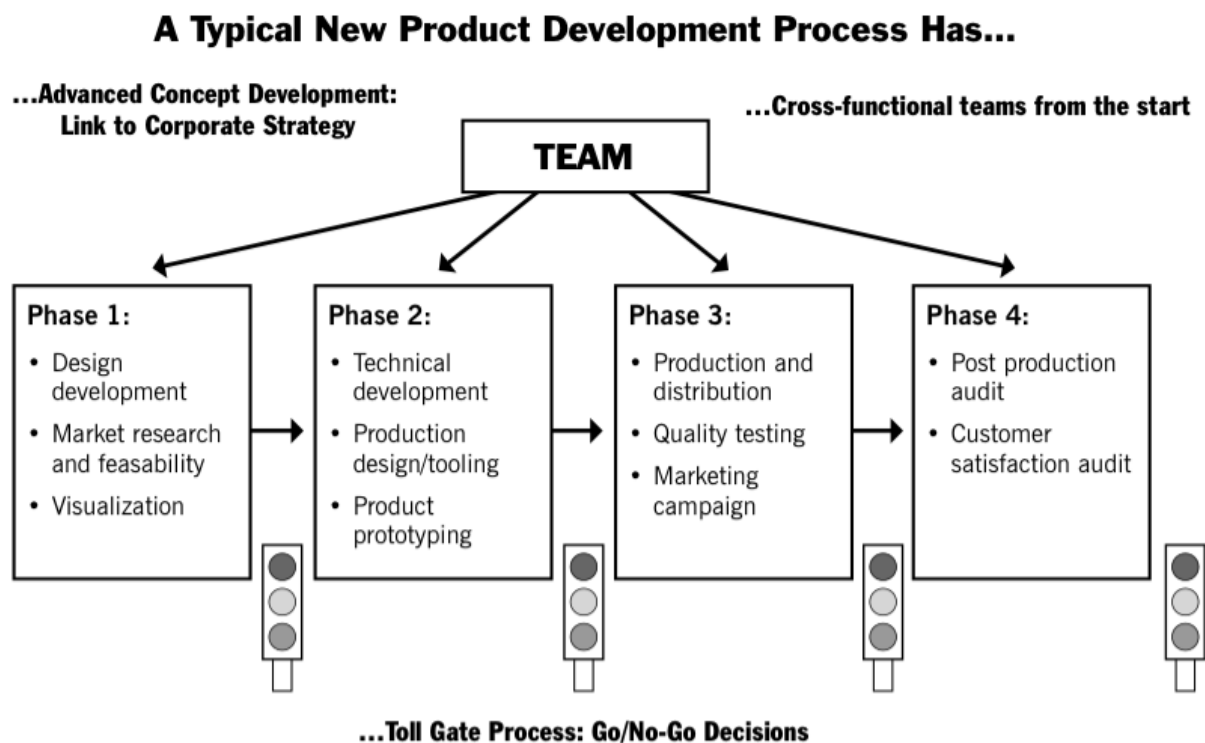 A Typical New Product Development Process Has...
...Advanced Concept Development:
Link to Corporate Strategy
...Cross-functional teams from the start
TEAM
Phase 1:
• Design
development
• Market research
and feasability
• Visualization
Phase 2:
• Technical
development
• Production
design/tooling
• Product
prototyping
Phase 3:
• Production and
distribution
• Quality testing
• Marketing
campaign
Phase 4:
• Post production
audit
• Customer
satisfaction audit
...Toll Gate Process: Go/No-Go Decisions